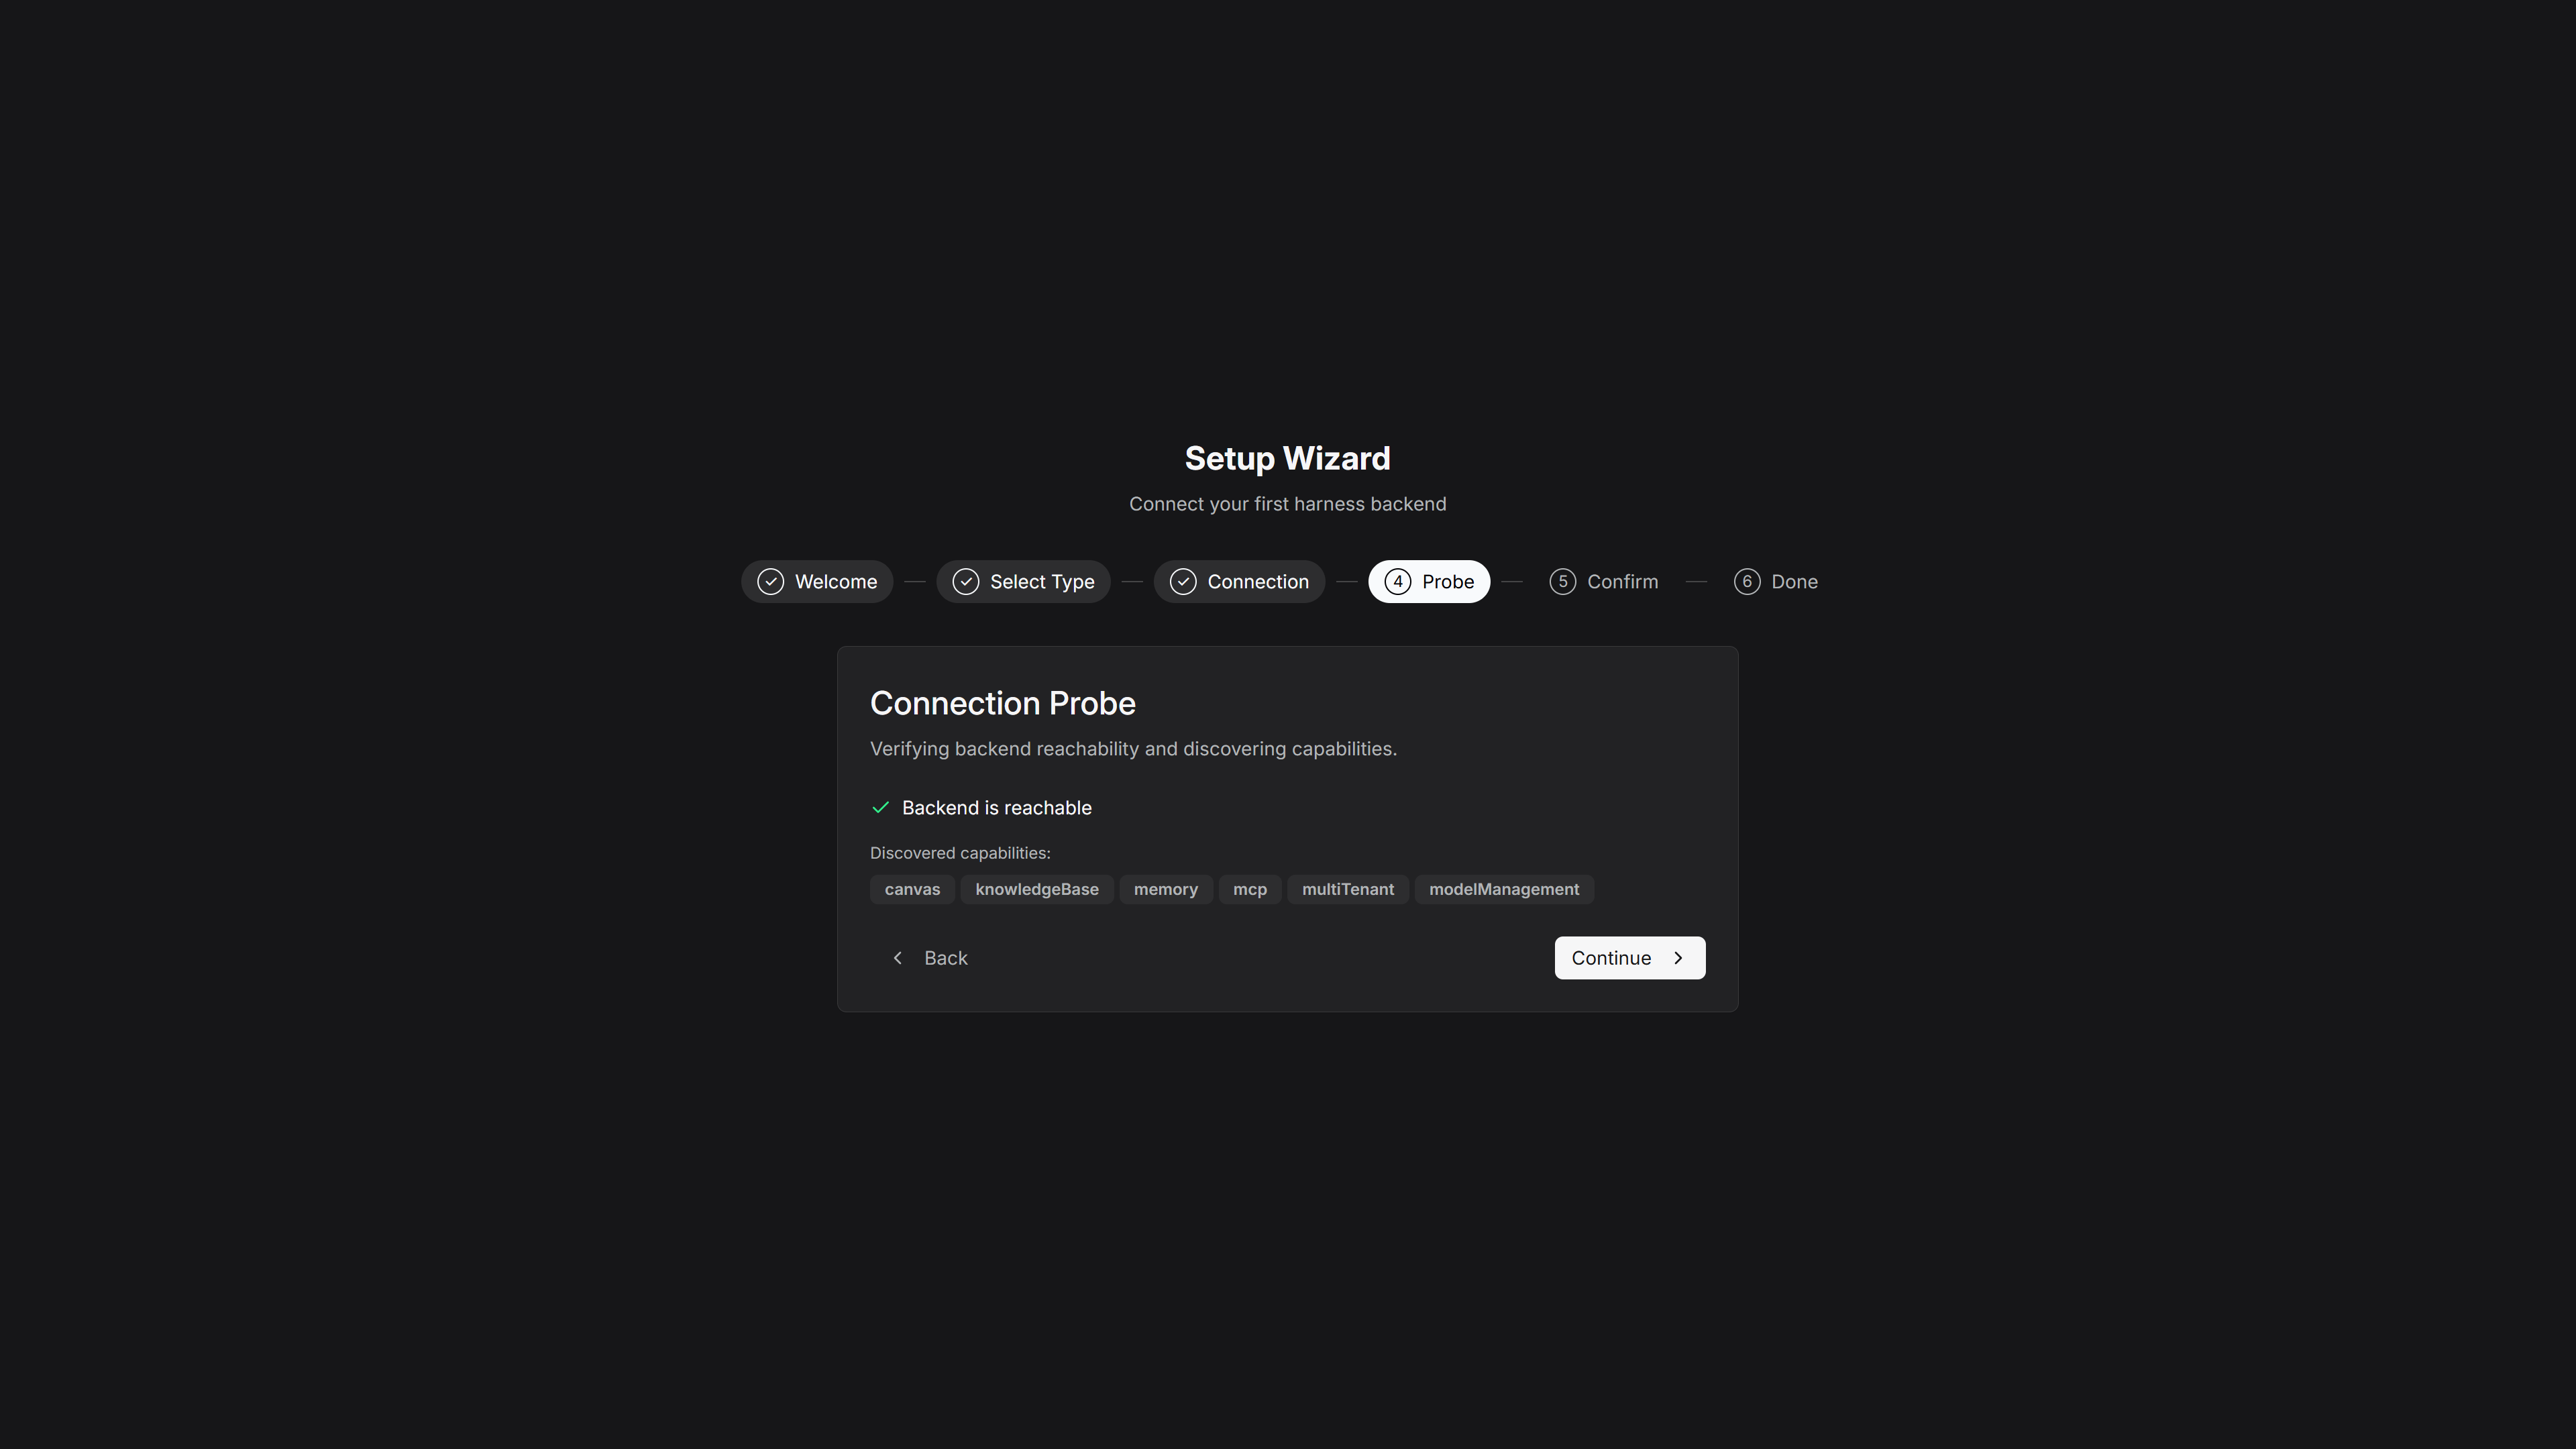 Setup Wizard
Connect your first harness backend
Welcome Select Type Connection 4 Probe 5 Confirm 6 Done
Connection Probe
Verifying backend reachability and discovering capabilities.
Backend is reachable
Discovered capabilities:
canvas knowledgeBase memory mcp multiTenant modelManagement
Back Continue